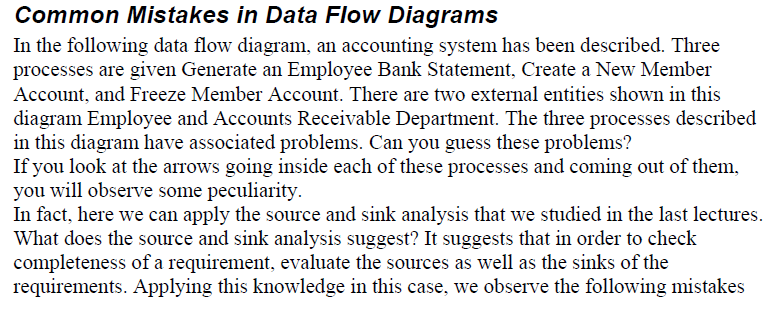 Common Mistakes in Data Flow Diagrams
In the following data flow diagram, an accounting system has been described. Three
processes are given Generate an Employee Bank Statement, Create a New Member
Account, and Freeze Member Account. There are two external entities shown in this
diagram Employee and Accounts Receivable Department. The three processes described
in this diagram have associated problems. Can you guess these problems?
If you look at the arrows going inside each of these processes and coming out of them,
you will observe some peculiarity.
In fact, here we can apply the source and sink analysis that we studied in the last lectures.
What does the source and sink analysis suggest? It suggests that in order to check
completeness of a requirement, evaluate the sources as well as the sinks of the
requirements. Applying this knowledge in this case, we observe the following mistakes